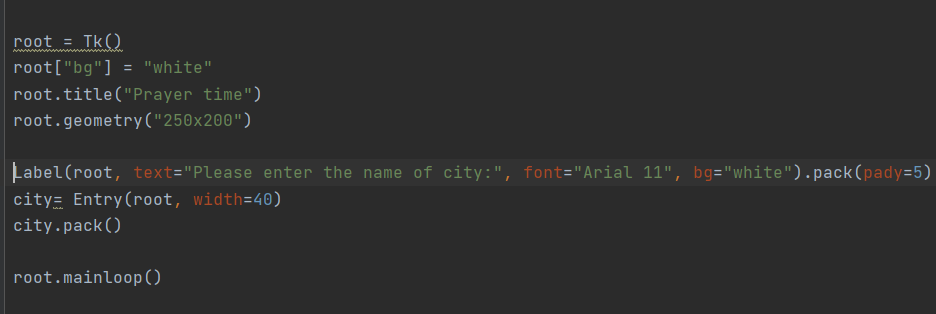 root = Tk()
root["bg"] = "white"
root.title("Prayer time")
root.geometry("250x200")
Label(root, text="Please enter the name of city:", font="Arial 11", bg="white").pack(pady=5)
city= Entry(root, width=40)
city.pack()
root.mainloop()